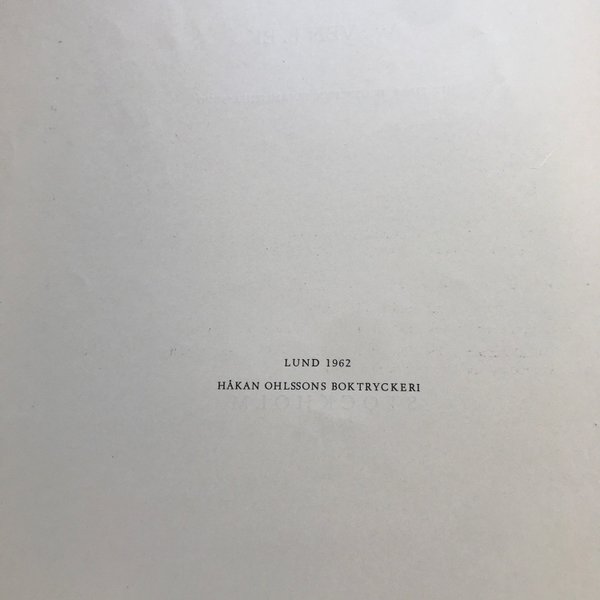 LUND 1962
HÅKAN OHLSSONS BOKTRYCKERI